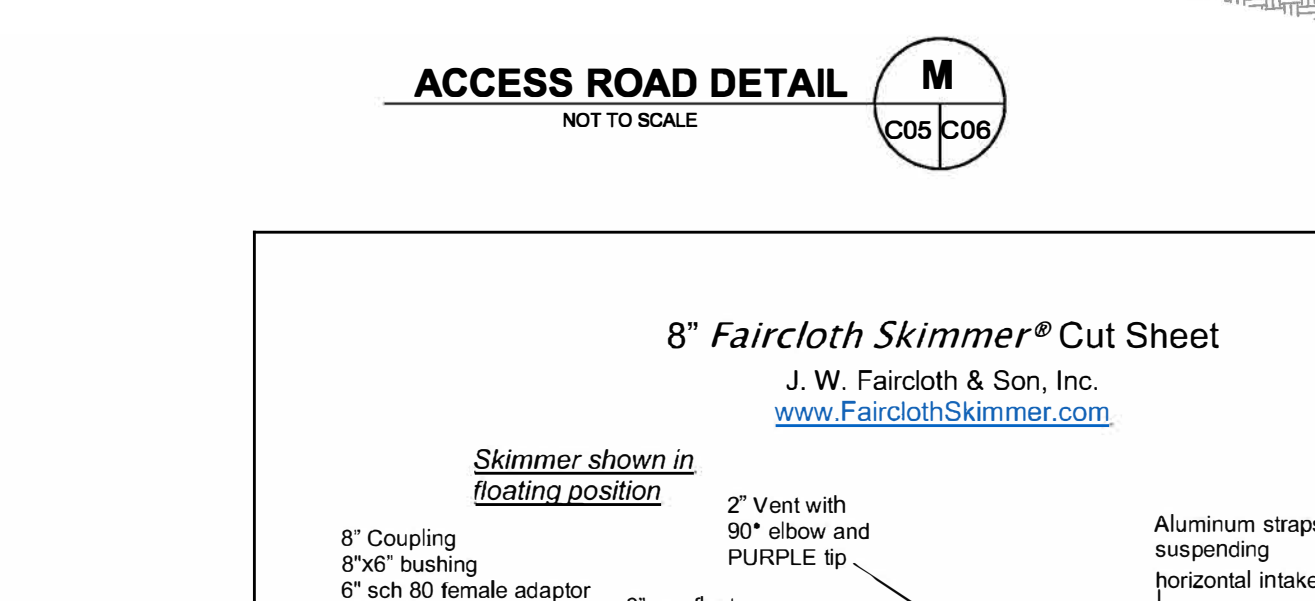 ACCESS ROAD DETAIL
NOT TO SCALE
M
C05 C06
8” Faircloth Skimmer® Cut Sheet
J. W. Faircloth & Son, Inc.
www.FairclothSkimmer.com
Skimmer shown in
floating position
2” Vent with
90° elbow and
PURPLE tip
8” Coupling
8"x6” bushing
6" sch 80 female adaptor
Aluminum straps
suspending
horizontal intake